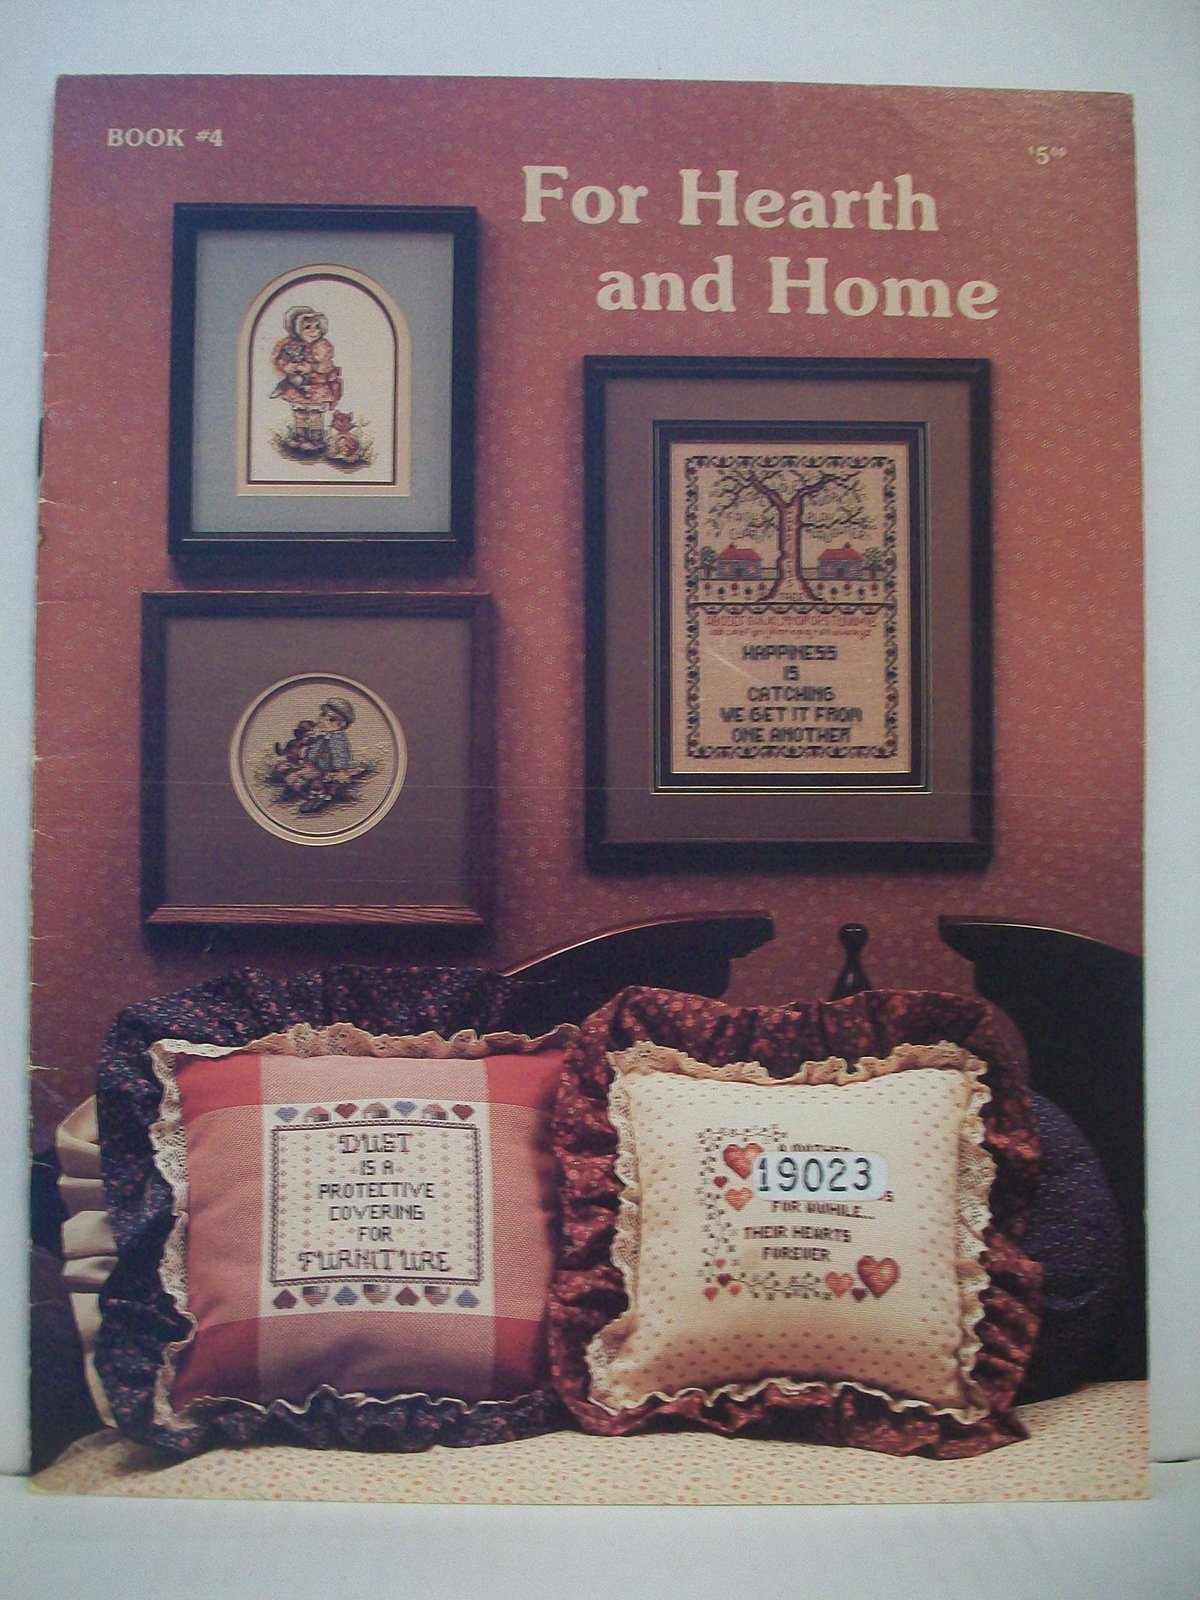 BOOK #4
$5.00
For Hearth
and Home
HAPPINESS
IS
CATCHING
WE GET IT FROM
ONE ANOTHER
DUST
IS A
PROTECTIVE
COVERING
FOR
FURNITURE
A MOTHER
19023
FOR AWHILE...
THEIR HEARTS
FOREVER